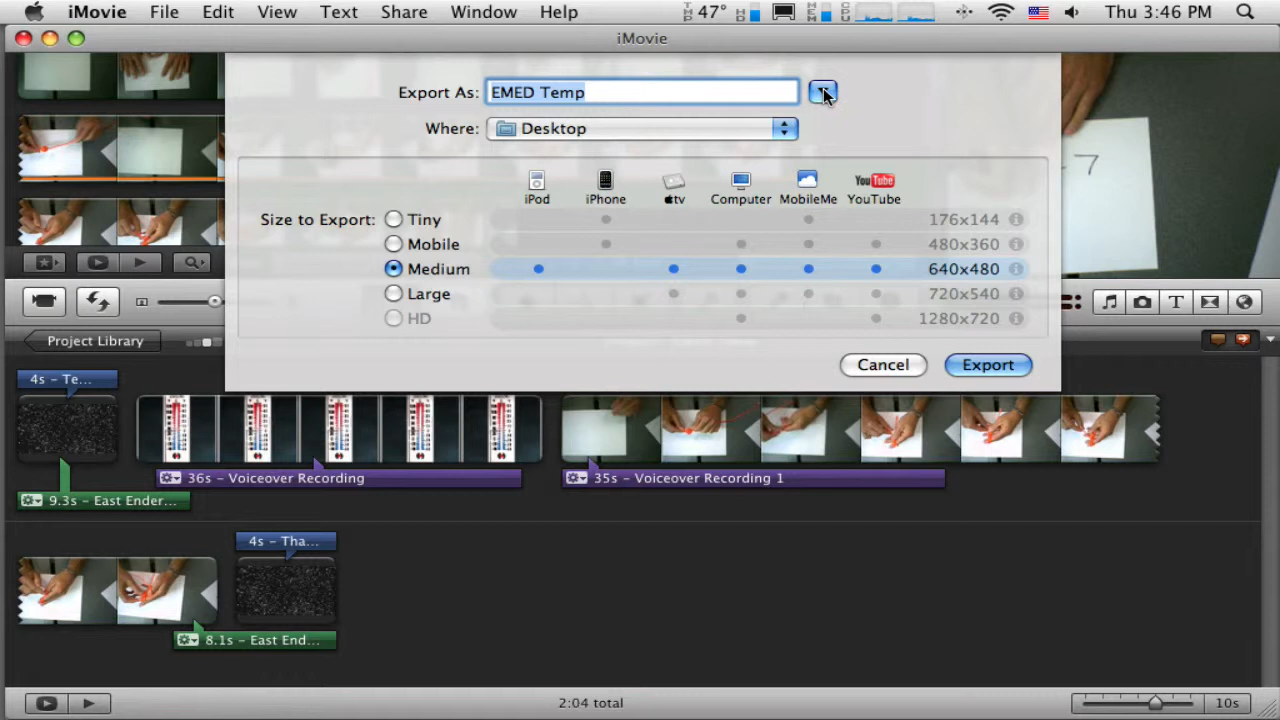 iMovie File Edit View Text Share Window Help 47° Thu 3:46 PM
iMovie
Export As: EMED Temp
Where: Desktop
iPod iPhone tv Computer MobileMe You Tube YouTube
Size to Export: Tiny 176x144
Mobile 480x360
Medium 640x480
Large 720x540
HD 1280x720
Cancel Export
Project Library
4s - Te...
36s - Voiceover Recording
35s - Voiceover Recording 1
9.3s - East Ender...
4s - Tha...
8.1s - East End...
2:04 total
10s